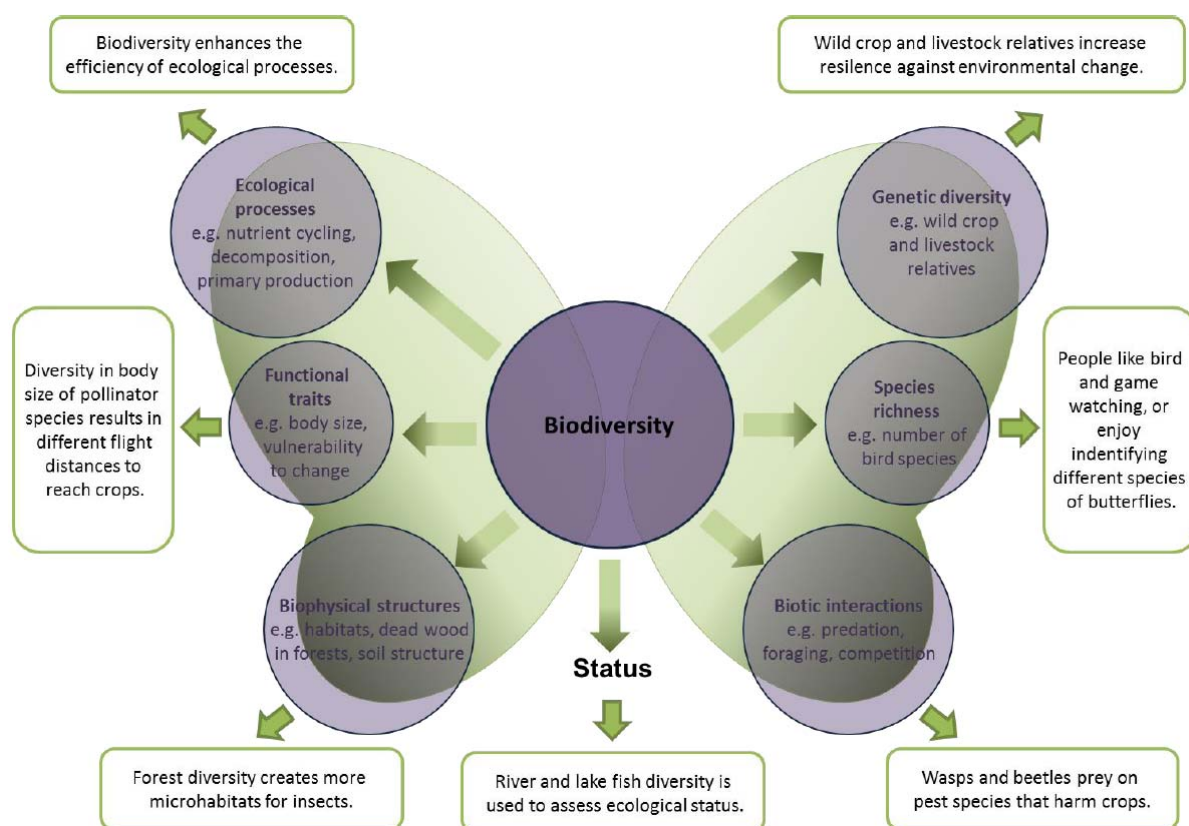 Biodiversity enhances the
efficiency of ecological processes.
Wild crop and livestock relatives increase
resilence against environmental change.
Ecological
processes
e.g. nutrient cycling,
decomposition,
primary production
Genetic diversity
e.g. wild crop
and livestock
relatives
Diversity in body
size of pollinator
species results in
different flight
distances to
reach crops.
Functional
traits
e.g. body size,
vulnerability
to change
Biodiversity
Species
richness
e.g. number of
bird species
People like bird
and game
watching, or
enjoy
indentifying
different species
of butterflies.
Biophysical structures
e.g. habitats, dead wood
in forests, soil structure
Status
Biotic interactions
e.g. predation,
foraging, competition
Forest diversity creates more
microhabitats for insects.
River and lake fish diversity is
used to assess ecological status.
Wasps and beetles prey on
pest species that harm crops.